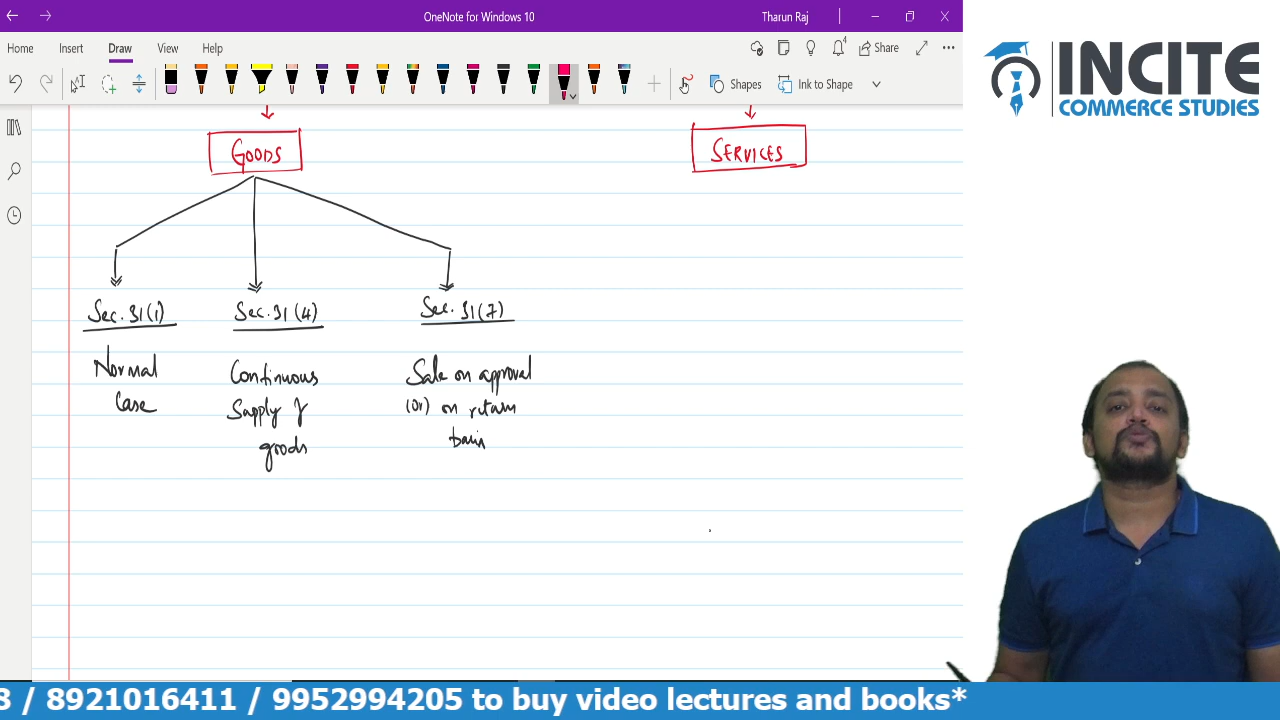 OneNote for Windows 10
Tharun Raj
Home Insert Draw View Help
4
Share
Shapes
Ink to Shape
INCITE
COMMERCE STUDIES
GOODS
SERVICES
Sec. 31(1)
Sec. 31(4)
Sec. 31(7)
Normal
Case
Continuous
Supply of
goods
Sale on approval
(Or) on return
basis
8 / 8921016411 / 9952994205 to buy video lectures and books*